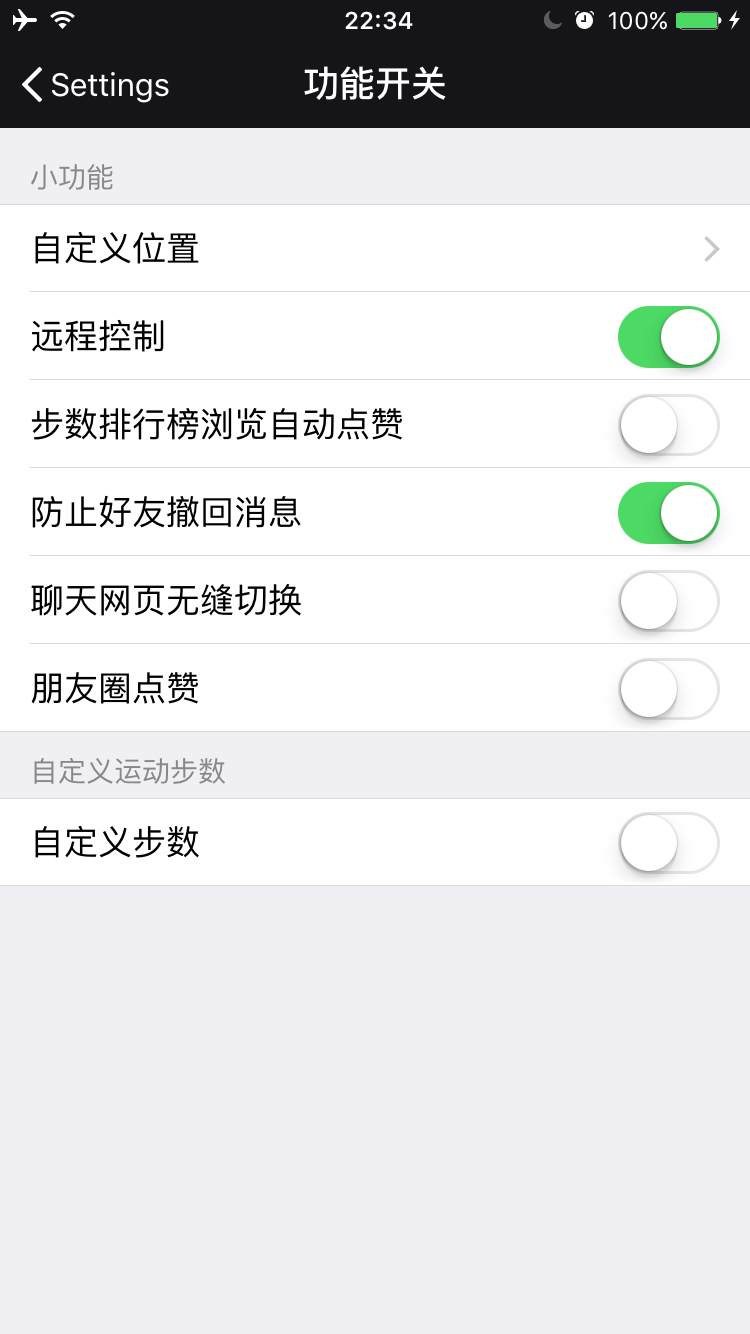 22:34
100%
Settings
功能开关
小功能
自定义位置
远程控制
步数排行榜浏览自动点赞
防止好友撤回消息
聊天网页无缝切换
朋友圈点赞
自定义运动步数
自定义步数